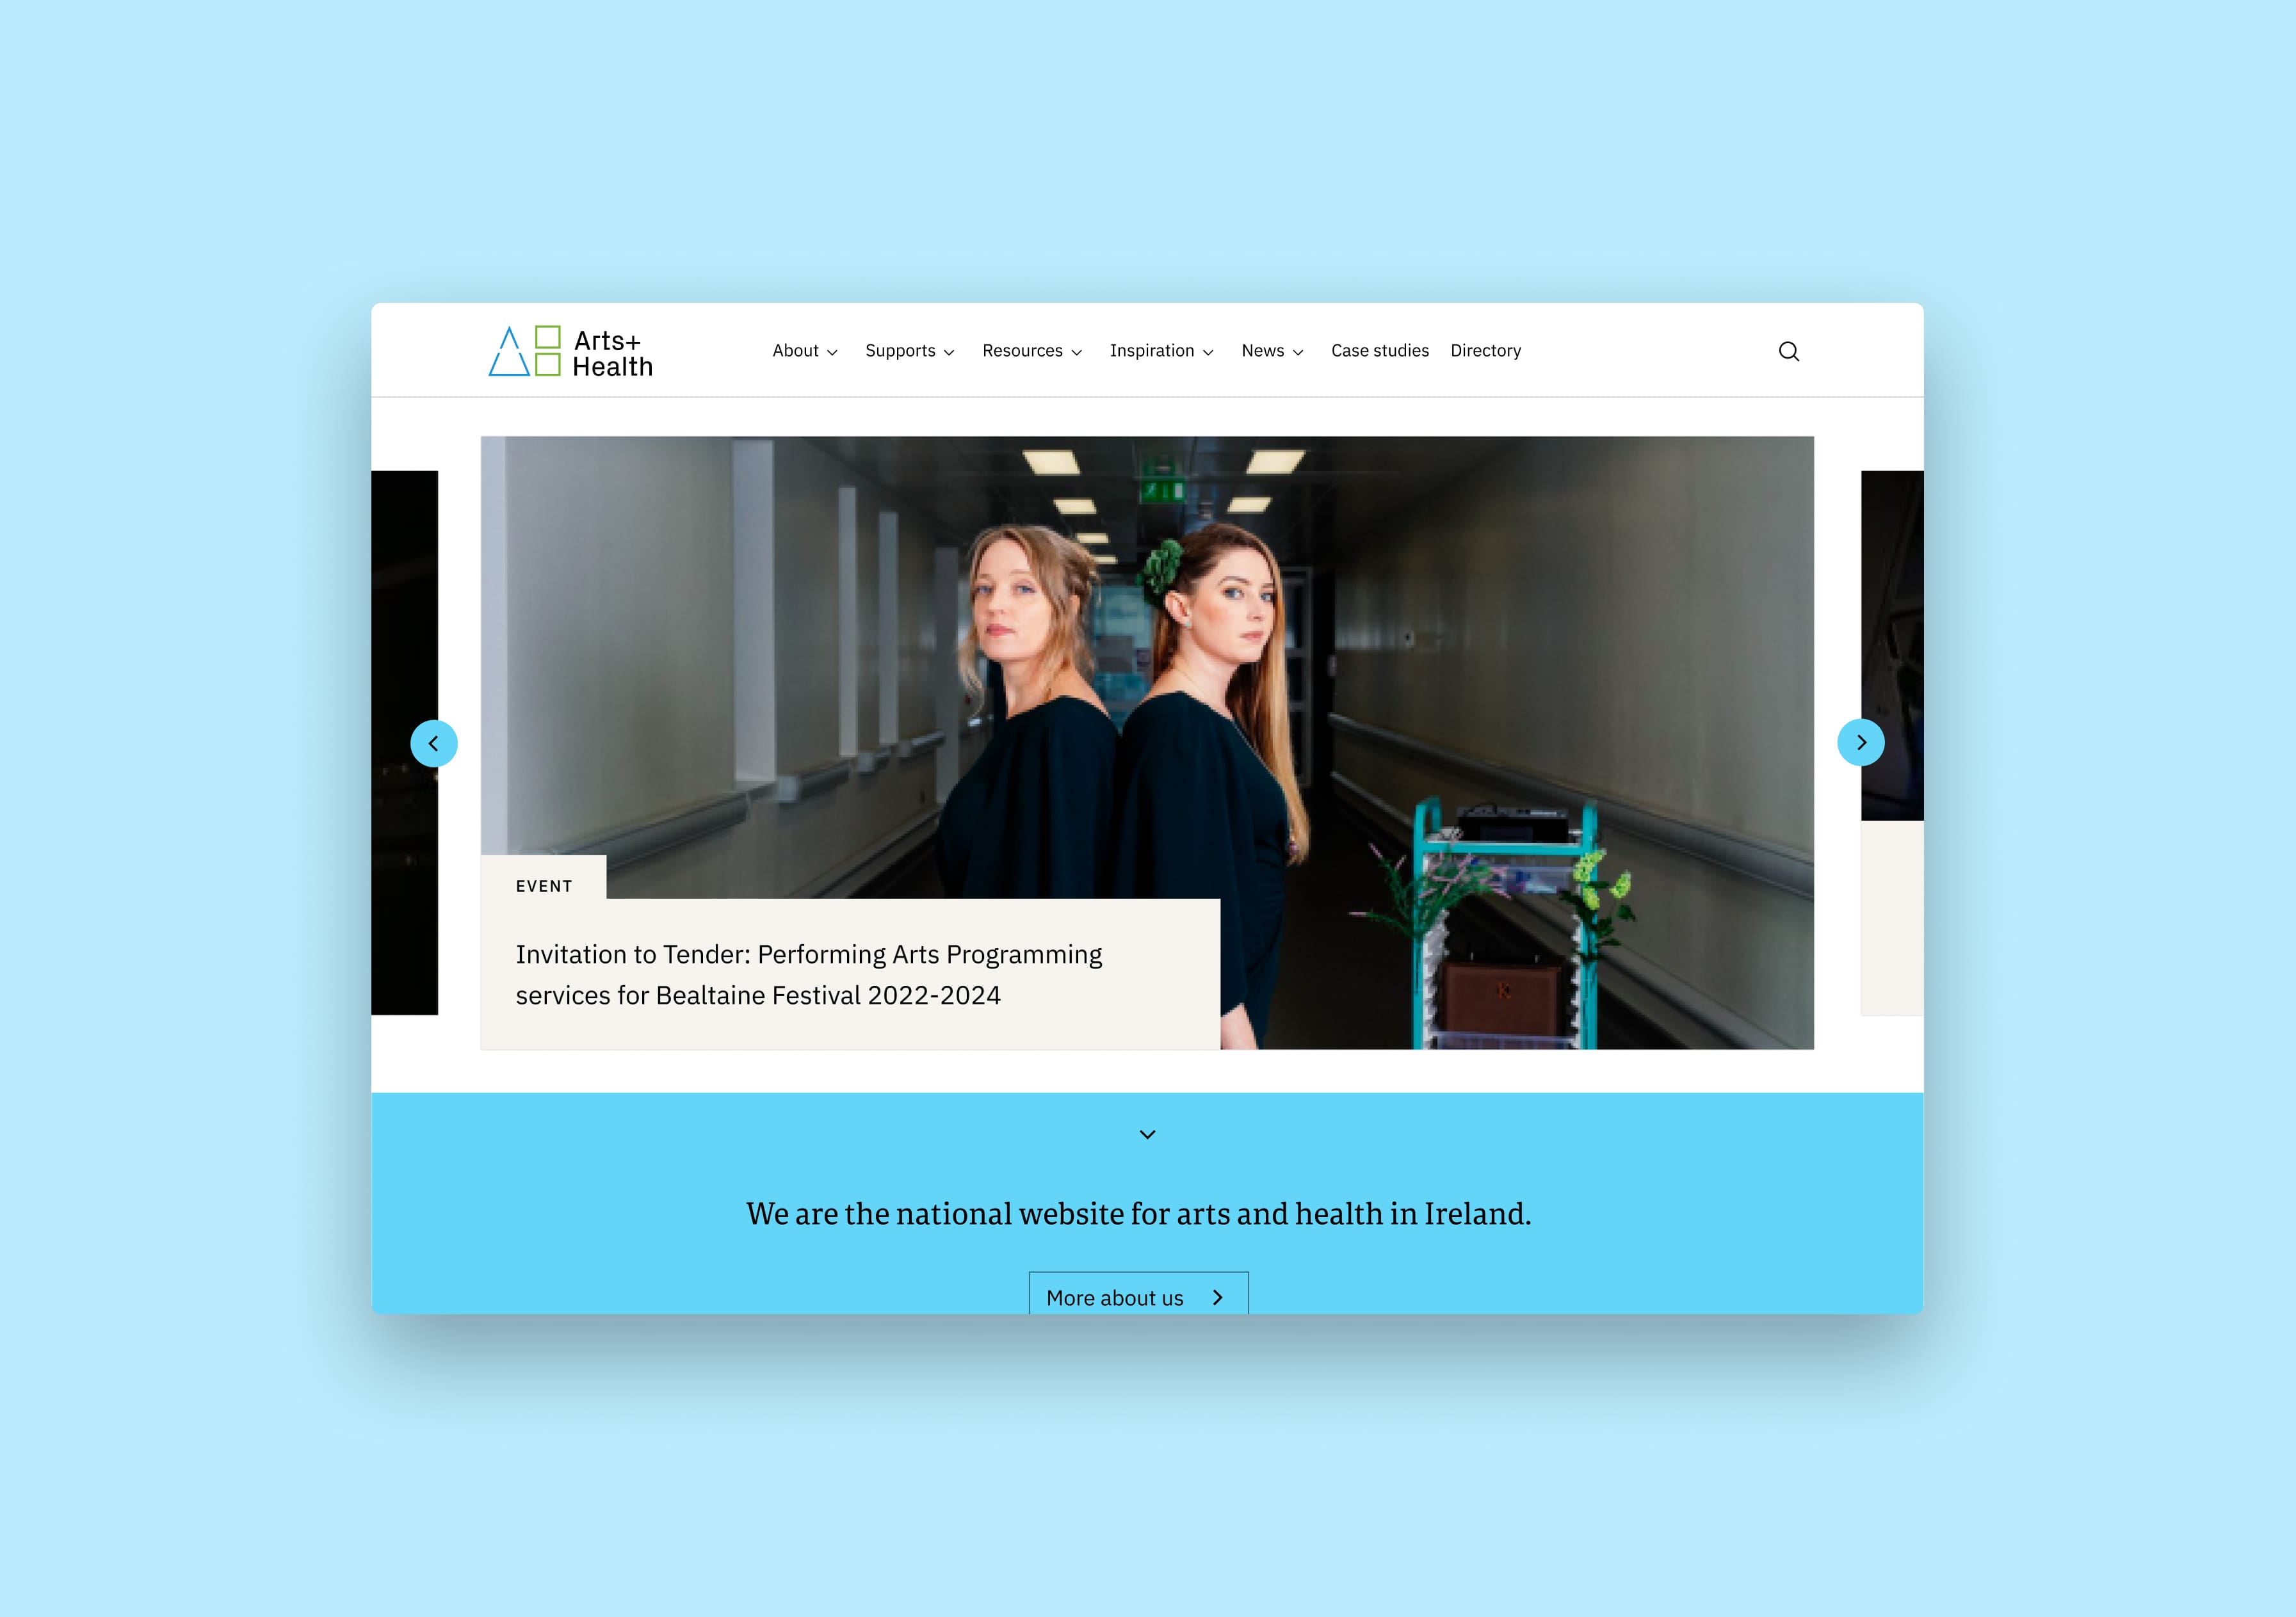 Arts+
Health
About
Supports
Resources
Inspiration
News
Case studies
Directory
EVENT
Invitation to Tender: Performing Arts Programming
services for Bealtaine Festival 2022-2024
We are the national website for arts and health in Ireland.
More about us